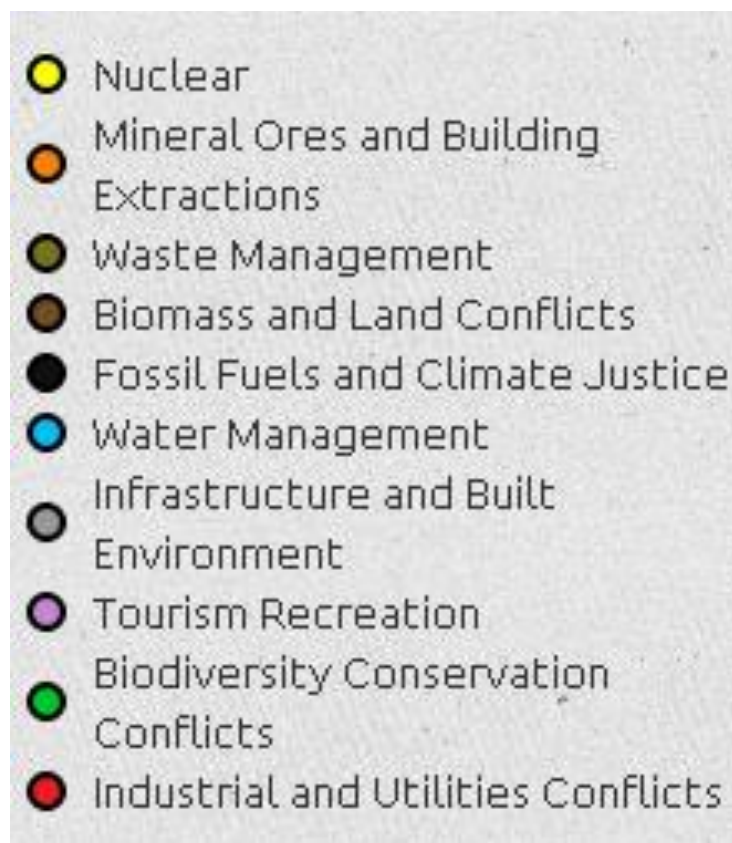 Nuclear
Mineral Ores and Building
Extractions
Waste Management
Biomass and Land Conflicts
Fossil Fuels and Climate Justice
Water Management
Infrastructure and Built
Environment
Tourism Recreation
Biodiversity Conservation
Conflicts
Industrial and Utilities Conflicts